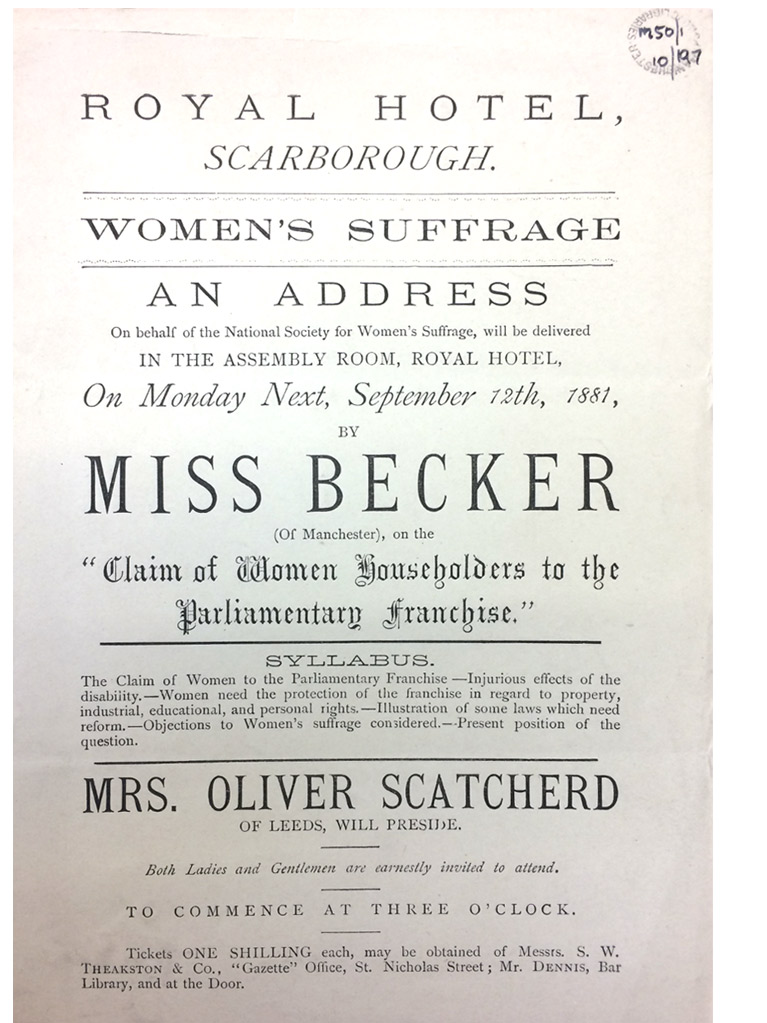 M50/1
10/127
ROYAL HOTEL,
SCARBOROUGH.
WOMEN'S SUFFRAGE
AN ADDRESS
On behalf of the National Society for Women's Suffrage, will be delivered
IN THE ASSEMBLY ROOM, ROYAL HOTEL,
On Monday Next, September 12th, 1881,
BY
MISS BECKER
(Of Manchester), on the
"Claim of Women Householders to the
Parliamentary Franchise."
SYLLABUS.
The Claim of Women to the Parliamentary Franchise—Injurious effects of the
disability.—Women need the protection of the franchise in regard to property,
industrial, educational, and personal rights.—Illustration of some laws which need
reform.—Objections to Women's suffrage considered.—Present position of the
question.
MRS. OLIVER SCATCHERD
OF LEEDS, WILL PRESIDE.
Both Ladies and Gentlemen are earnestly invited to attend.
TO COMMENCE AT THREE O'CLOCK.
Tickets ONE SHILLING each, may be obtained of Messrs. S. W.
THEAKSTON & Co., "Gazette" Office, St. Nicholas Street; Mr. DENNIS, Bar
Library, and at the Door.